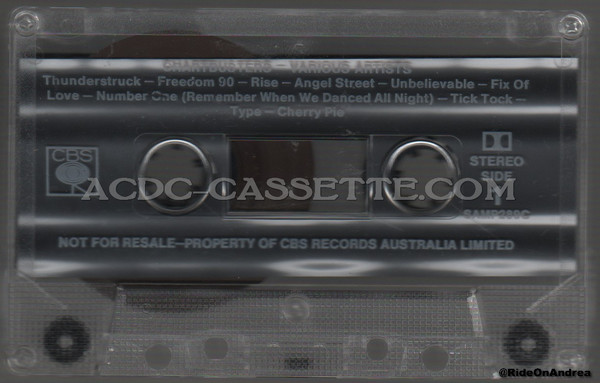 CHARTBUSTERS – VARIOUS ARTISTS
Thunderstruck – Freedom 90 – Rise – Angel Street – Unbelievable – Fix Of
Love – Number One (Remember When We Danced All Night) – Tick Tock –
Type – Cherry Pie
CBS
STEREO
SIDE
Y
ACDC-CASSETTE.COM
SAMP280C
NOT FOR RESALE–PROPERTY OF CBS RECORDS AUSTRALIA LIMITED
@RideOnAndrea